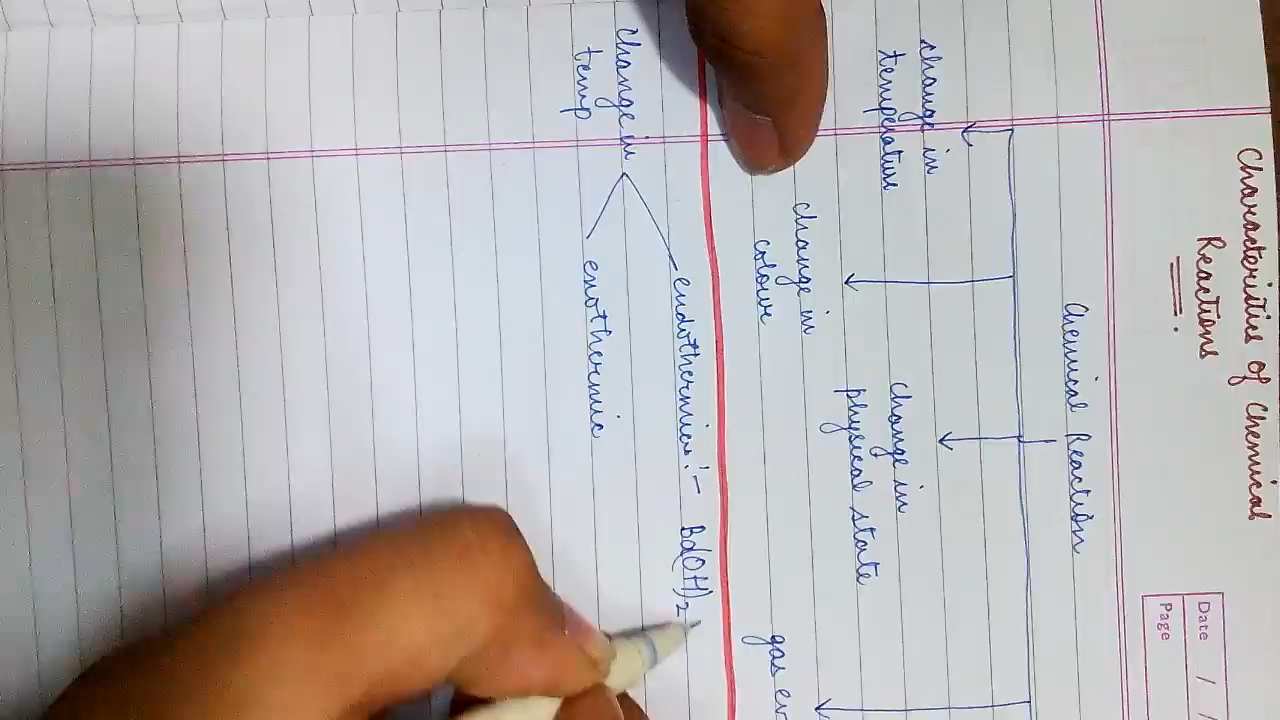 Characteristics of Chemical
Reactions
Date / /
Page
Chemical Reaction
change in
temperature
change in
colour
change in
physical state
gas ev
change in
temp
endothermic :- Ba(OH)₂
exothermic